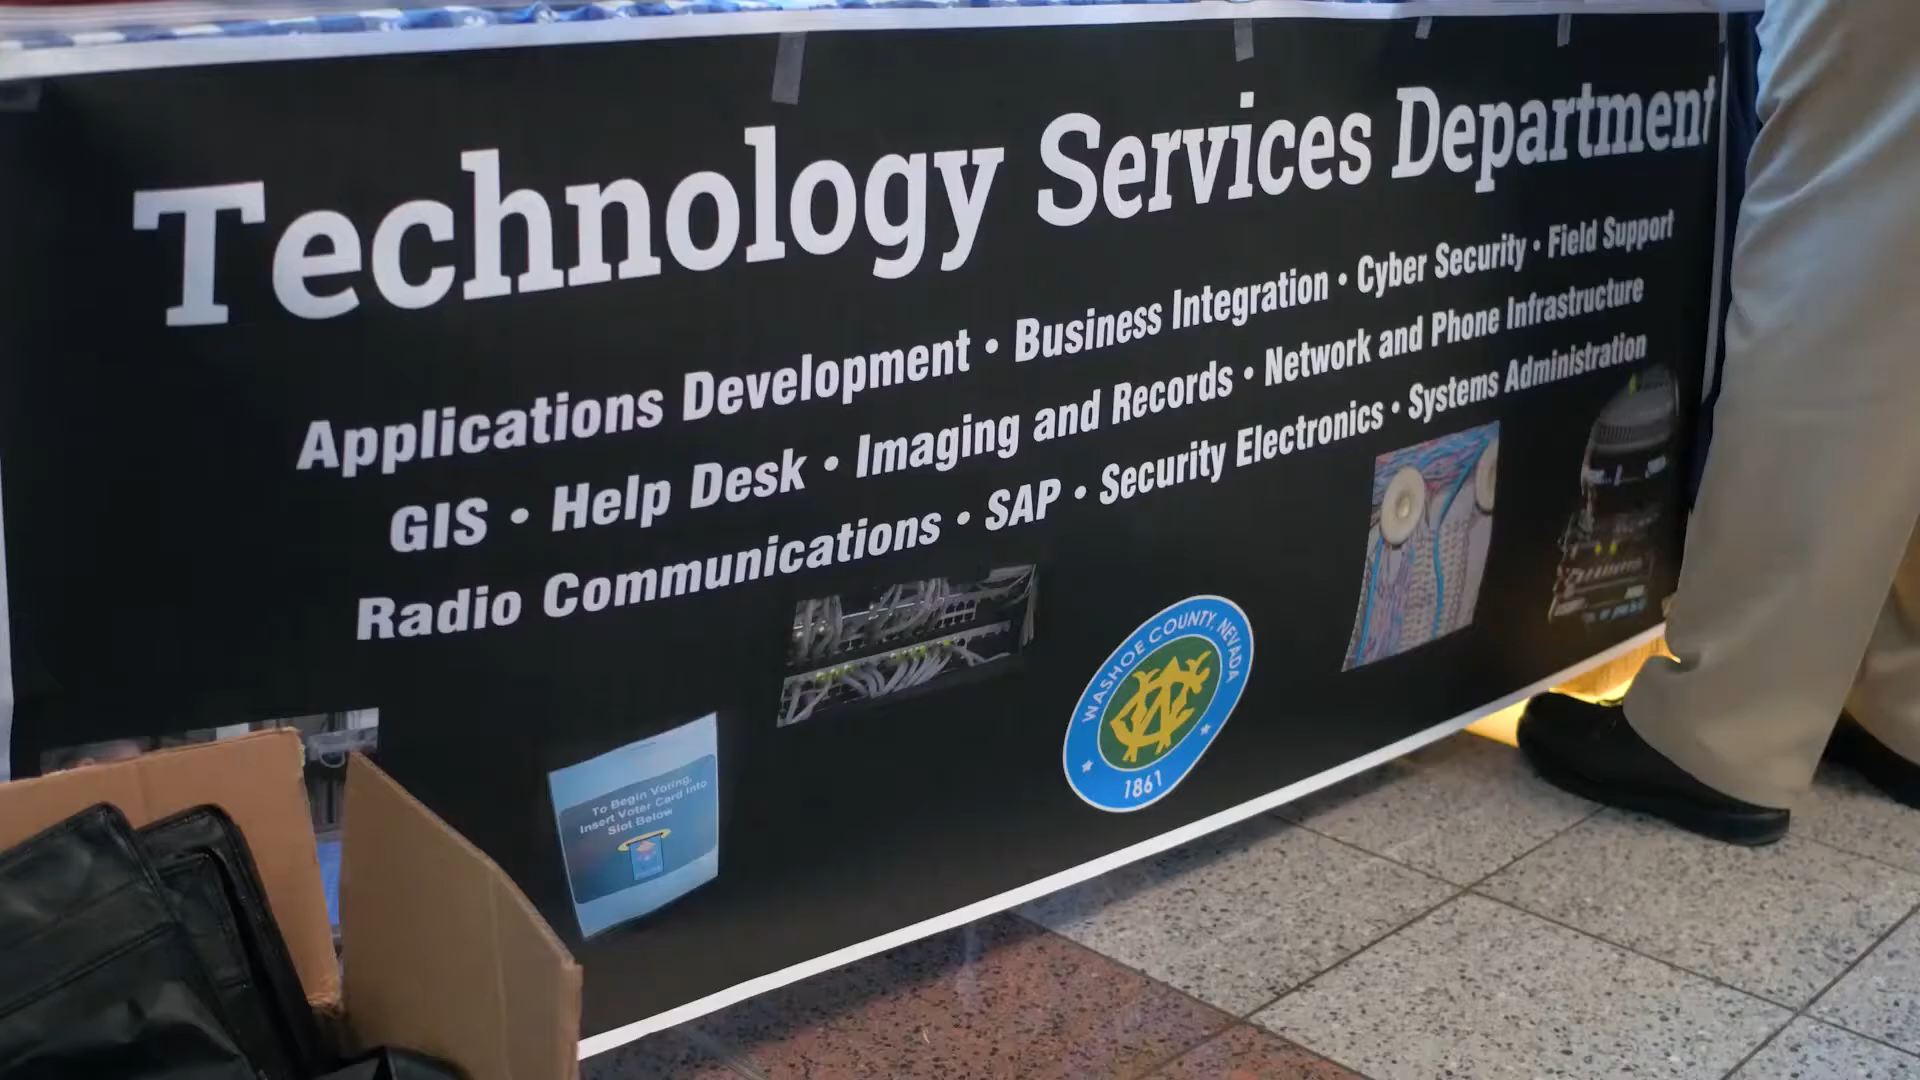 Technology Services Department
Applications Development • Business Integration • Cyber Security • Field Support
GIS • Help Desk • Imaging and Records • Network and Phone Infrastructure
Radio Communications • SAP • Security Electronics • Systems Administration
WASHOE COUNTY, NEVADA
1861
To Begin Voting,
Insert Voter Card Into
Slot Below